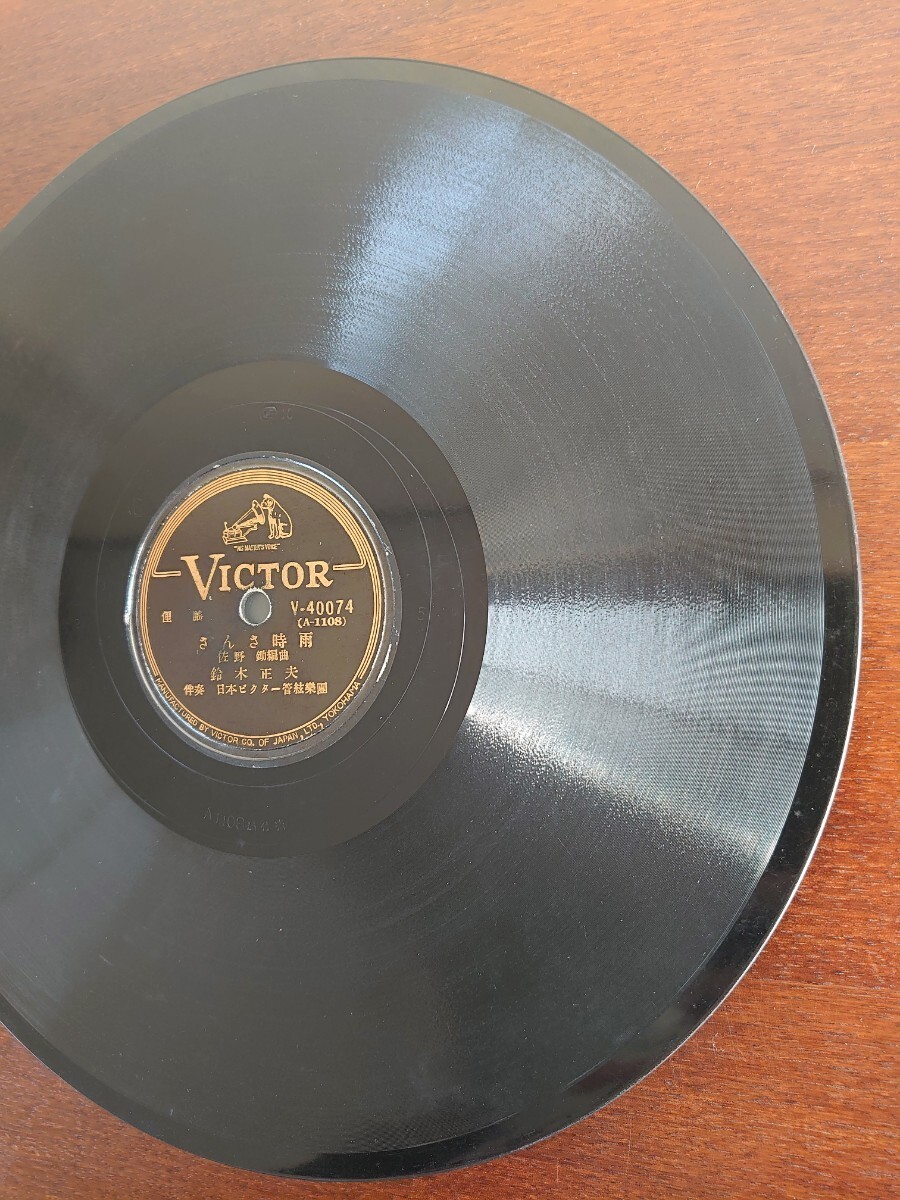 "HIS MASTER'S VOICE"
VICTOR
俚謡 V-40074
(A-1108)
さんさ時雨
佐野 鋤編曲
鈴木正夫
伴奏 日本ビクター管絃樂團
MANUFACTURED BY VICTOR CO. OF JAPAN, LTD., YOKOHAMA